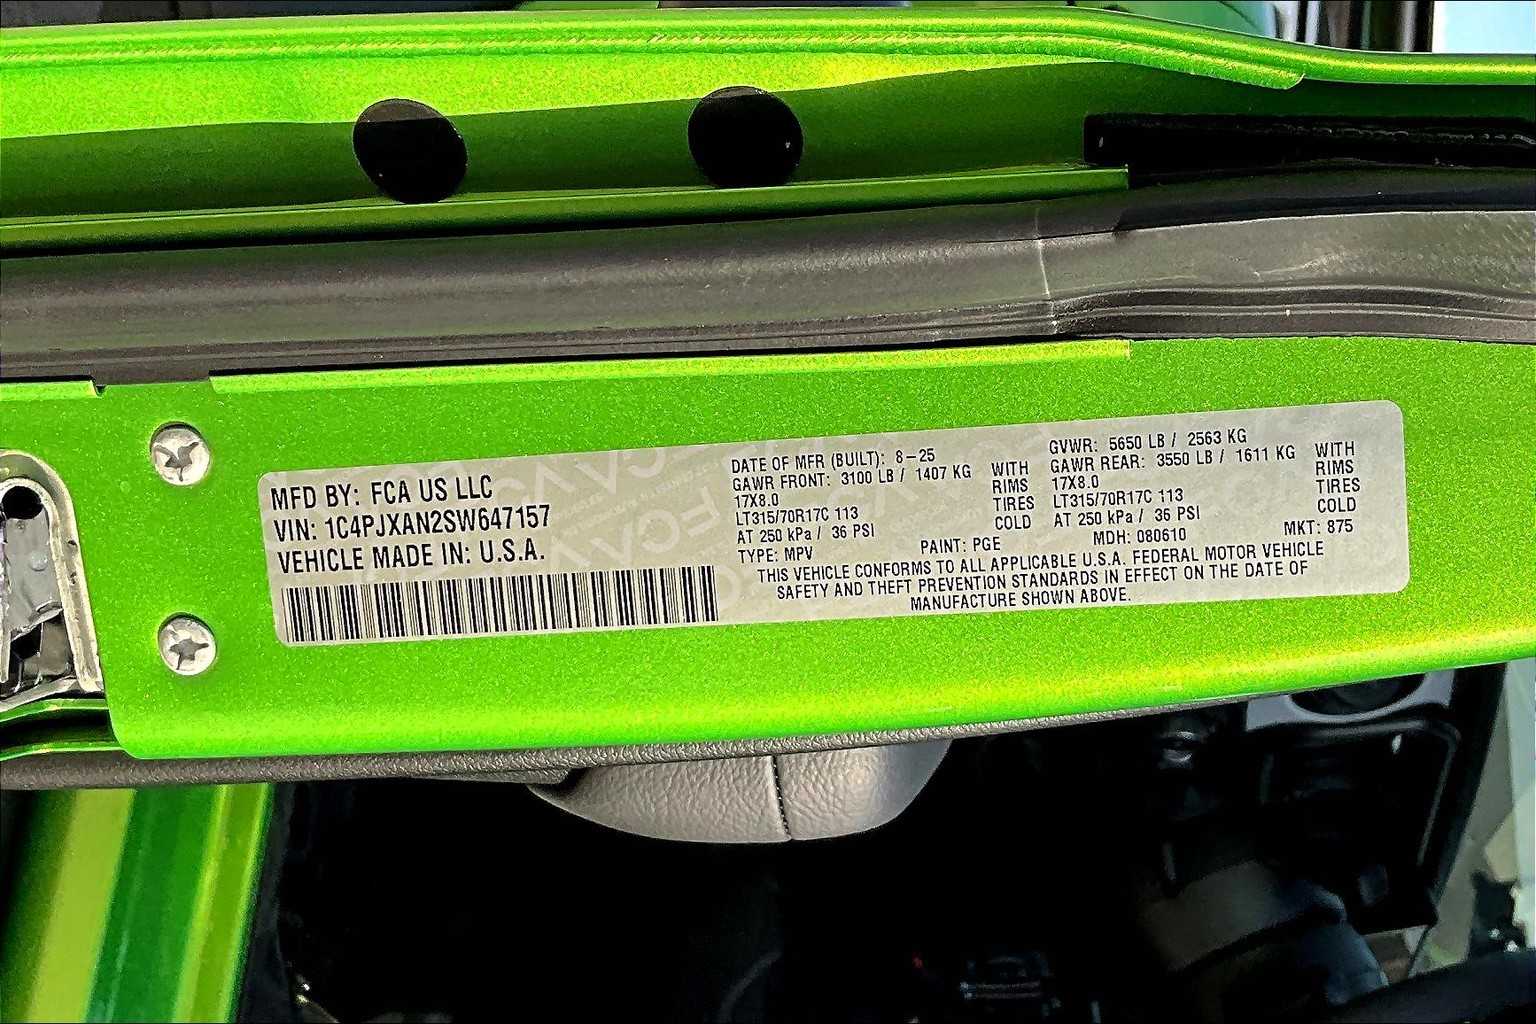 MFD BY: FCA US LLC
VIN: 1C4PJXAN2SW647157
VEHICLE MADE IN: U.S.A.
DATE OF MFR (BUILT): 8-25
GAWR FRONT: 3100 LB / 1407 KG WITH
17X8.0 RIMS
LT315/70R17C 113 TIRES
AT 250 kPa / 36 PSI COLD
GVWR: 5650 LB / 2563 KG
GAWR REAR: 3550 LB / 1611 KG WITH
17X8.0 RIMS
LT315/70R17C 113 TIRES
AT 250 kPa / 36 PSI COLD
TYPE: MPV PAINT: PGE MDH: 080610 MKT: 875
THIS VEHICLE CONFORMS TO ALL APPLICABLE U.S.A. FEDERAL MOTOR VEHICLE
SAFETY AND THEFT PREVENTION STANDARDS IN EFFECT ON THE DATE OF
MANUFACTURE SHOWN ABOVE.